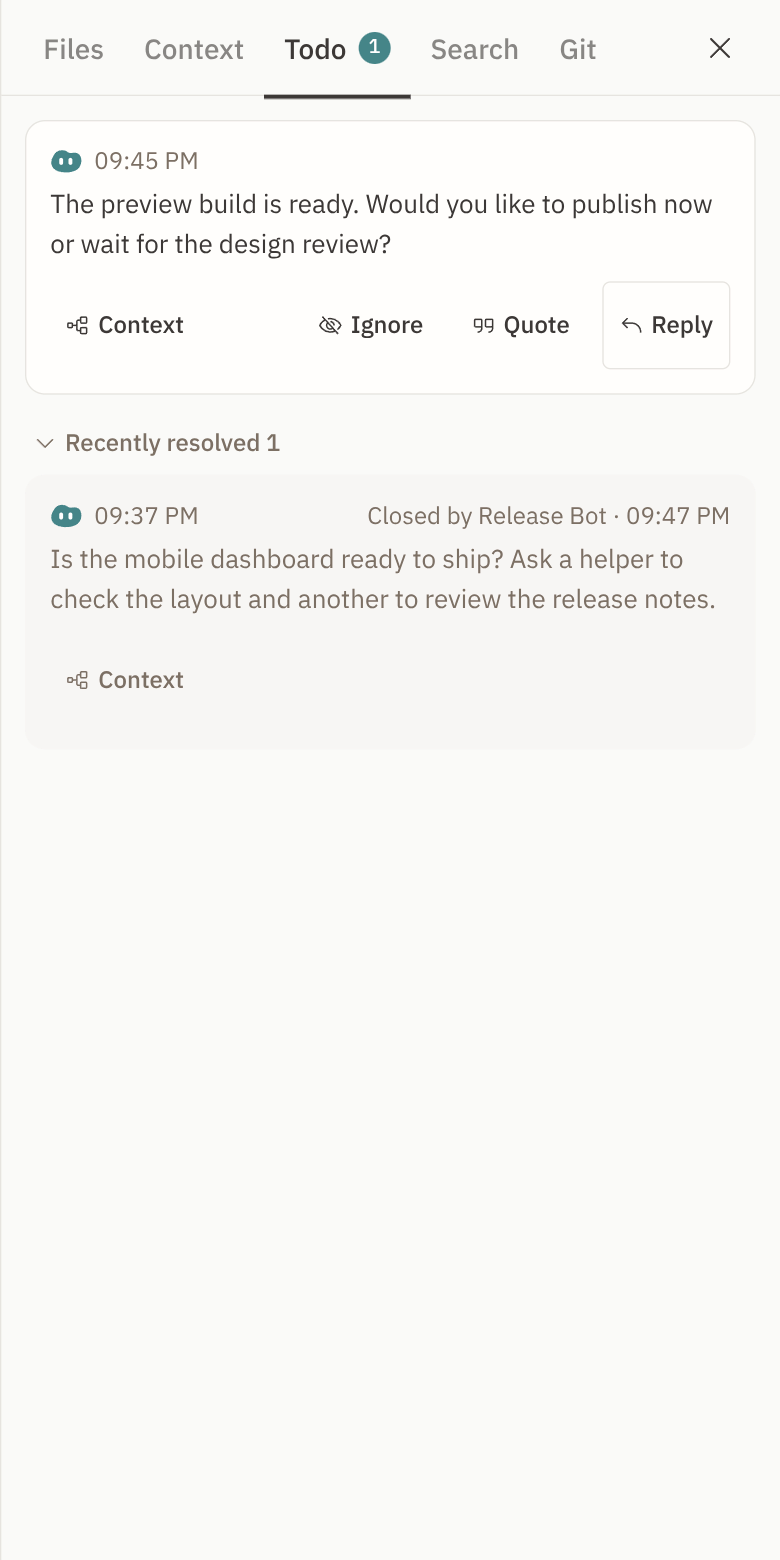 Files Context Todo 1 Search Git
09:45 PM
The preview build is ready. Would you like to publish now
or wait for the design review?
Context Ignore Quote Reply
Recently resolved 1
09:37 PM Closed by Release Bot · 09:47 PM
Is the mobile dashboard ready to ship? Ask a helper to
check the layout and another to review the release notes.
Context